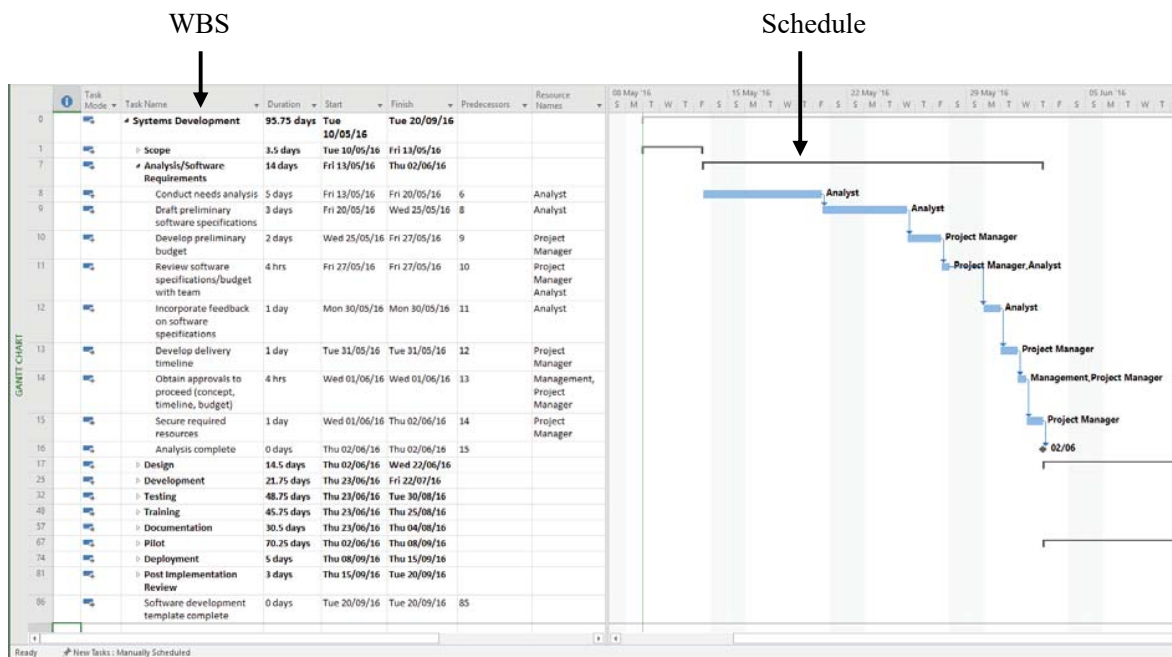 WBS Schedule
Task Mode Task Name Duration Start Finish Predecessors Resource Names 08 May '16 15 May '16 22 May '16 29 May '16 05 Jun '16
S M T W T F S S M T W T F S S M T W T F S S M T W T F S S M T W T
0 Systems Development 95.75 days Tue 10/05/16 Tue 20/09/16
1 Scope 3.5 days Tue 10/05/16 Fri 13/05/16
7 Analysis/Software Requirements 14 days Fri 13/05/16 Thu 02/06/16
8 Conduct needs analysis 5 days Fri 13/05/16 Fri 20/05/16 6 Analyst Analyst
9 Draft preliminary software specifications 3 days Fri 20/05/16 Wed 25/05/16 8 Analyst Analyst
10 Develop preliminary budget 2 days Wed 25/05/16 Fri 27/05/16 9 Project Manager Project Manager
11 Review software specifications/budget with team 4 hrs Fri 27/05/16 Fri 27/05/16 10 Project Manager Analyst Project Manager,Analyst
12 Incorporate feedback on software specifications 1 day Mon 30/05/16 Mon 30/05/16 11 Analyst Analyst
13 Develop delivery timeline 1 day Tue 31/05/16 Tue 31/05/16 12 Project Manager Project Manager
14 Obtain approvals to proceed (concept, timeline, budget) 4 hrs Wed 01/06/16 Wed 01/06/16 13 Management, Project Manager Management,Project Manager
15 Secure required resources 1 day Wed 01/06/16 Thu 02/06/16 14 Project Manager Project Manager
16 Analysis complete 0 days Thu 02/06/16 Thu 02/06/16 15 02/06
17 Design 14.5 days Thu 02/06/16 Wed 22/06/16
25 Development 21.75 days Thu 23/06/16 Fri 22/07/16
32 Testing 48.75 days Thu 23/06/16 Tue 30/08/16
48 Training 45.75 days Thu 23/06/16 Thu 25/08/16
57 Documentation 30.5 days Thu 23/06/16 Thu 04/08/16
67 Pilot 70.25 days Thu 02/06/16 Thu 08/09/16
74 Deployment 5 days Thu 08/09/16 Thu 15/09/16
81 Post Implementation Review 3 days Thu 15/09/16 Tue 20/09/16
86 Software development template complete 0 days Tue 20/09/16 Tue 20/09/16 85
GANTT CHART
Ready New Tasks : Manually Scheduled